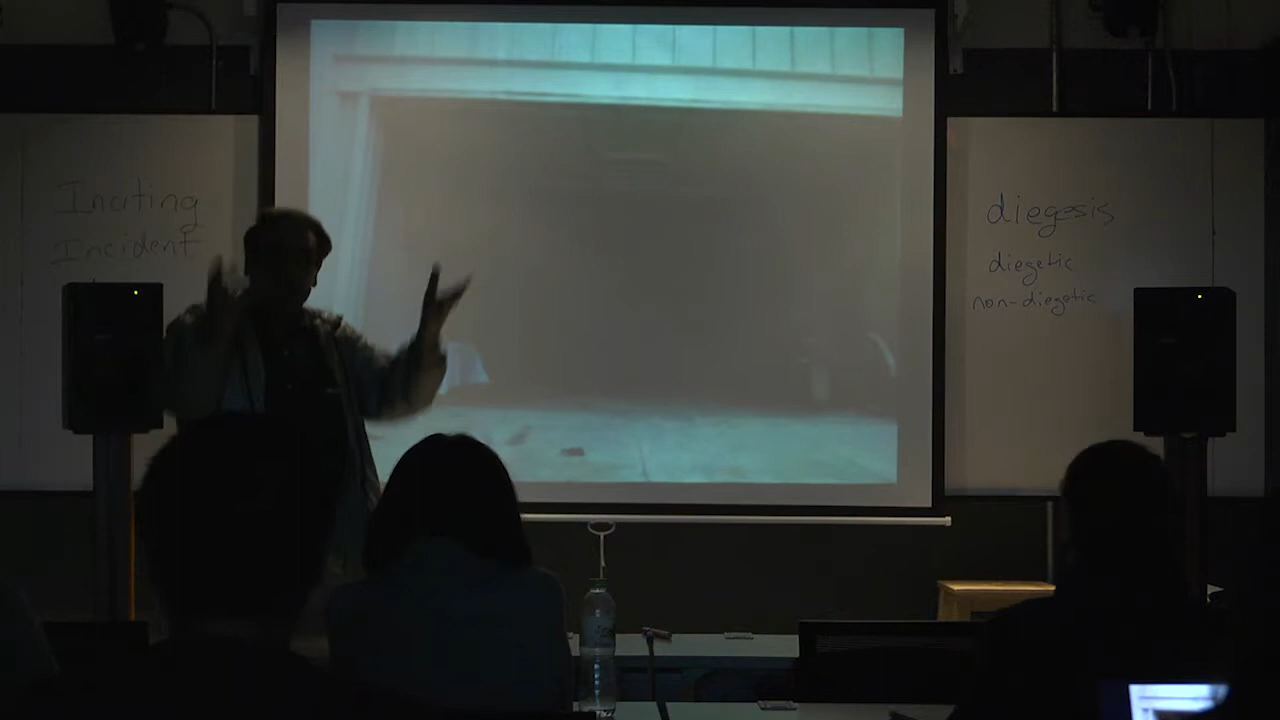 Inciting
Incident
diegesis
diegetic
non-diegetic